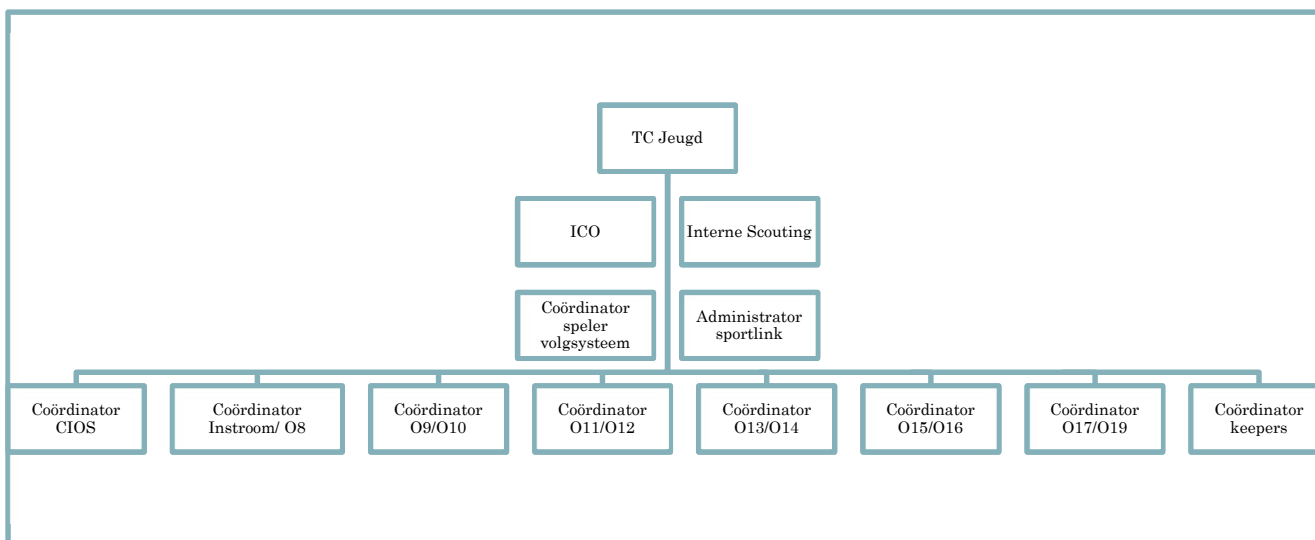 TC Jeugd
ICO
Interne Scouting
Coördinator
speler
volgsysteem
Administrator
sportlink
Coördinator
CIOS
Coördinator
Instroom/ O8
Coördinator
O9/O10
Coördinator
O11/O12
Coördinator
O13/O14
Coördinator
O15/O16
Coördinator
O17/O19
Coördinator
keepers